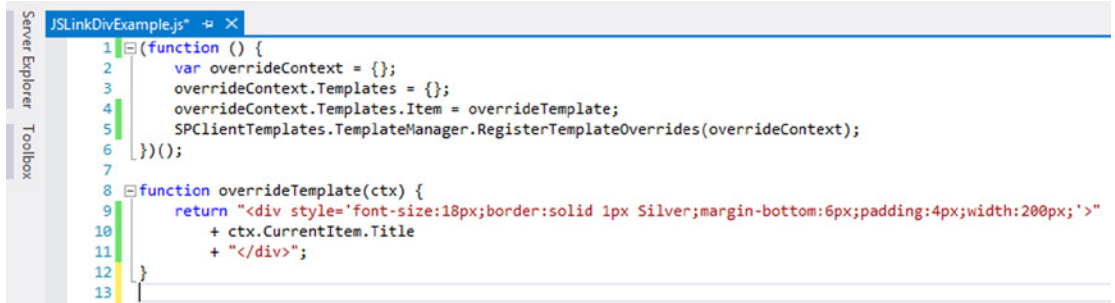 Server Explorer
Toolbox
JSLinkDivExample.js*
1 (function () {
2     var overrideContext = {};
3     overrideContext.Templates = {};
4     overrideContext.Templates.Item = overrideTemplate;
5     SPClientTemplates.TemplateManager.RegisterTemplateOverrides(overrideContext);
6 })();
7
8 function overrideTemplate(ctx) {
9     return "<div style='font-size:18px;border:solid 1px Silver;margin-bottom:6px;padding:4px;width:200px;'>"
10         + ctx.CurrentItem.Title
11         + "</div>";
12 }
13